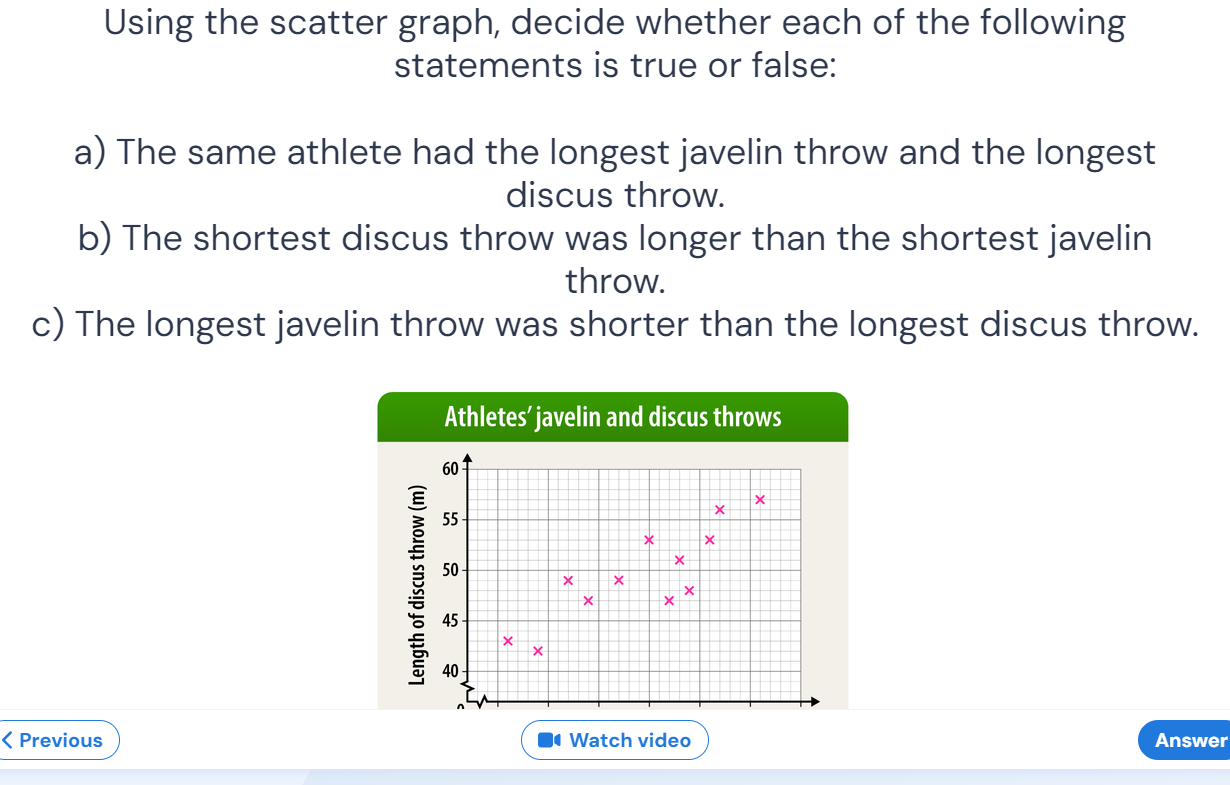 Using the scatter graph, decide whether each of the following
statements is true or false:
a) The same athlete had the longest javelin throw and the longest
discus throw.
b) The shortest discus throw was longer than the shortest javelin
throw.
c) The longest javelin throw was shorter than the longest discus throw.
Athletes' javelin and discus throws
Length of discus throw (m)
60
55
50
45
40
0
Previous
Watch video
Answer